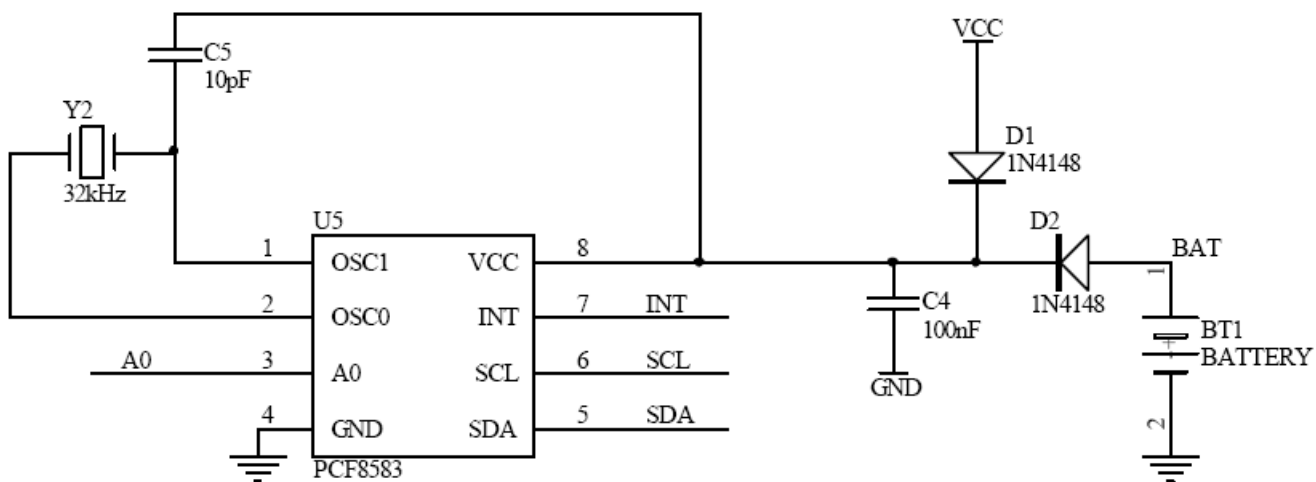 C5
10pF
VCC
Y2
32kHz
D1
1N4148
U5
D2
BAT
1
1
OSC1
VCC
8
1N4148
2
OSC0
INT
7
INT
C4
100nF
BT1
+
BATTERY
A0
3
A0
SCL
6
SCL
GND
4
GND
SDA
5
SDA
2
PCF8583